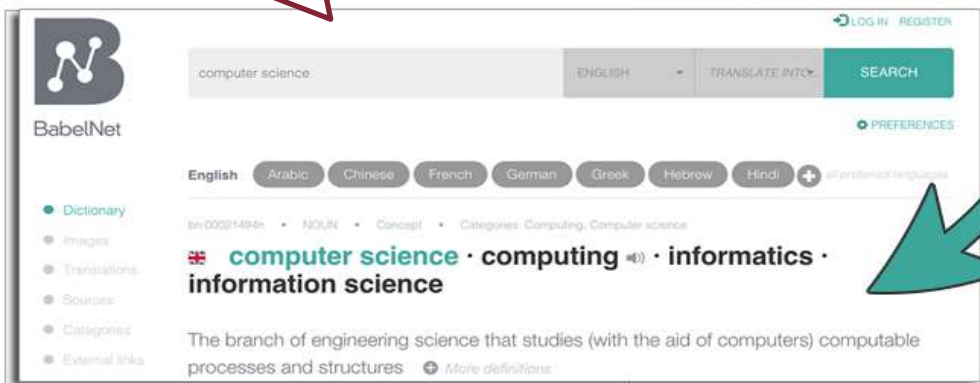 LOG IN REGISTER
computer science ENGLISH TRANSLATE INTO... SEARCH
BabelNet
PREFERENCES
English Arabic Chinese French German Greek Hebrew Hindi all preferred languages
Dictionary
bn:00021494n • NOUN • Concept • Categories: Computing, Computer science
Images
computer science · computing · informatics ·
Translations
information science
Sources
Categories
The branch of engineering science that studies (with the aid of computers) computable
External links
processes and structures More definitions